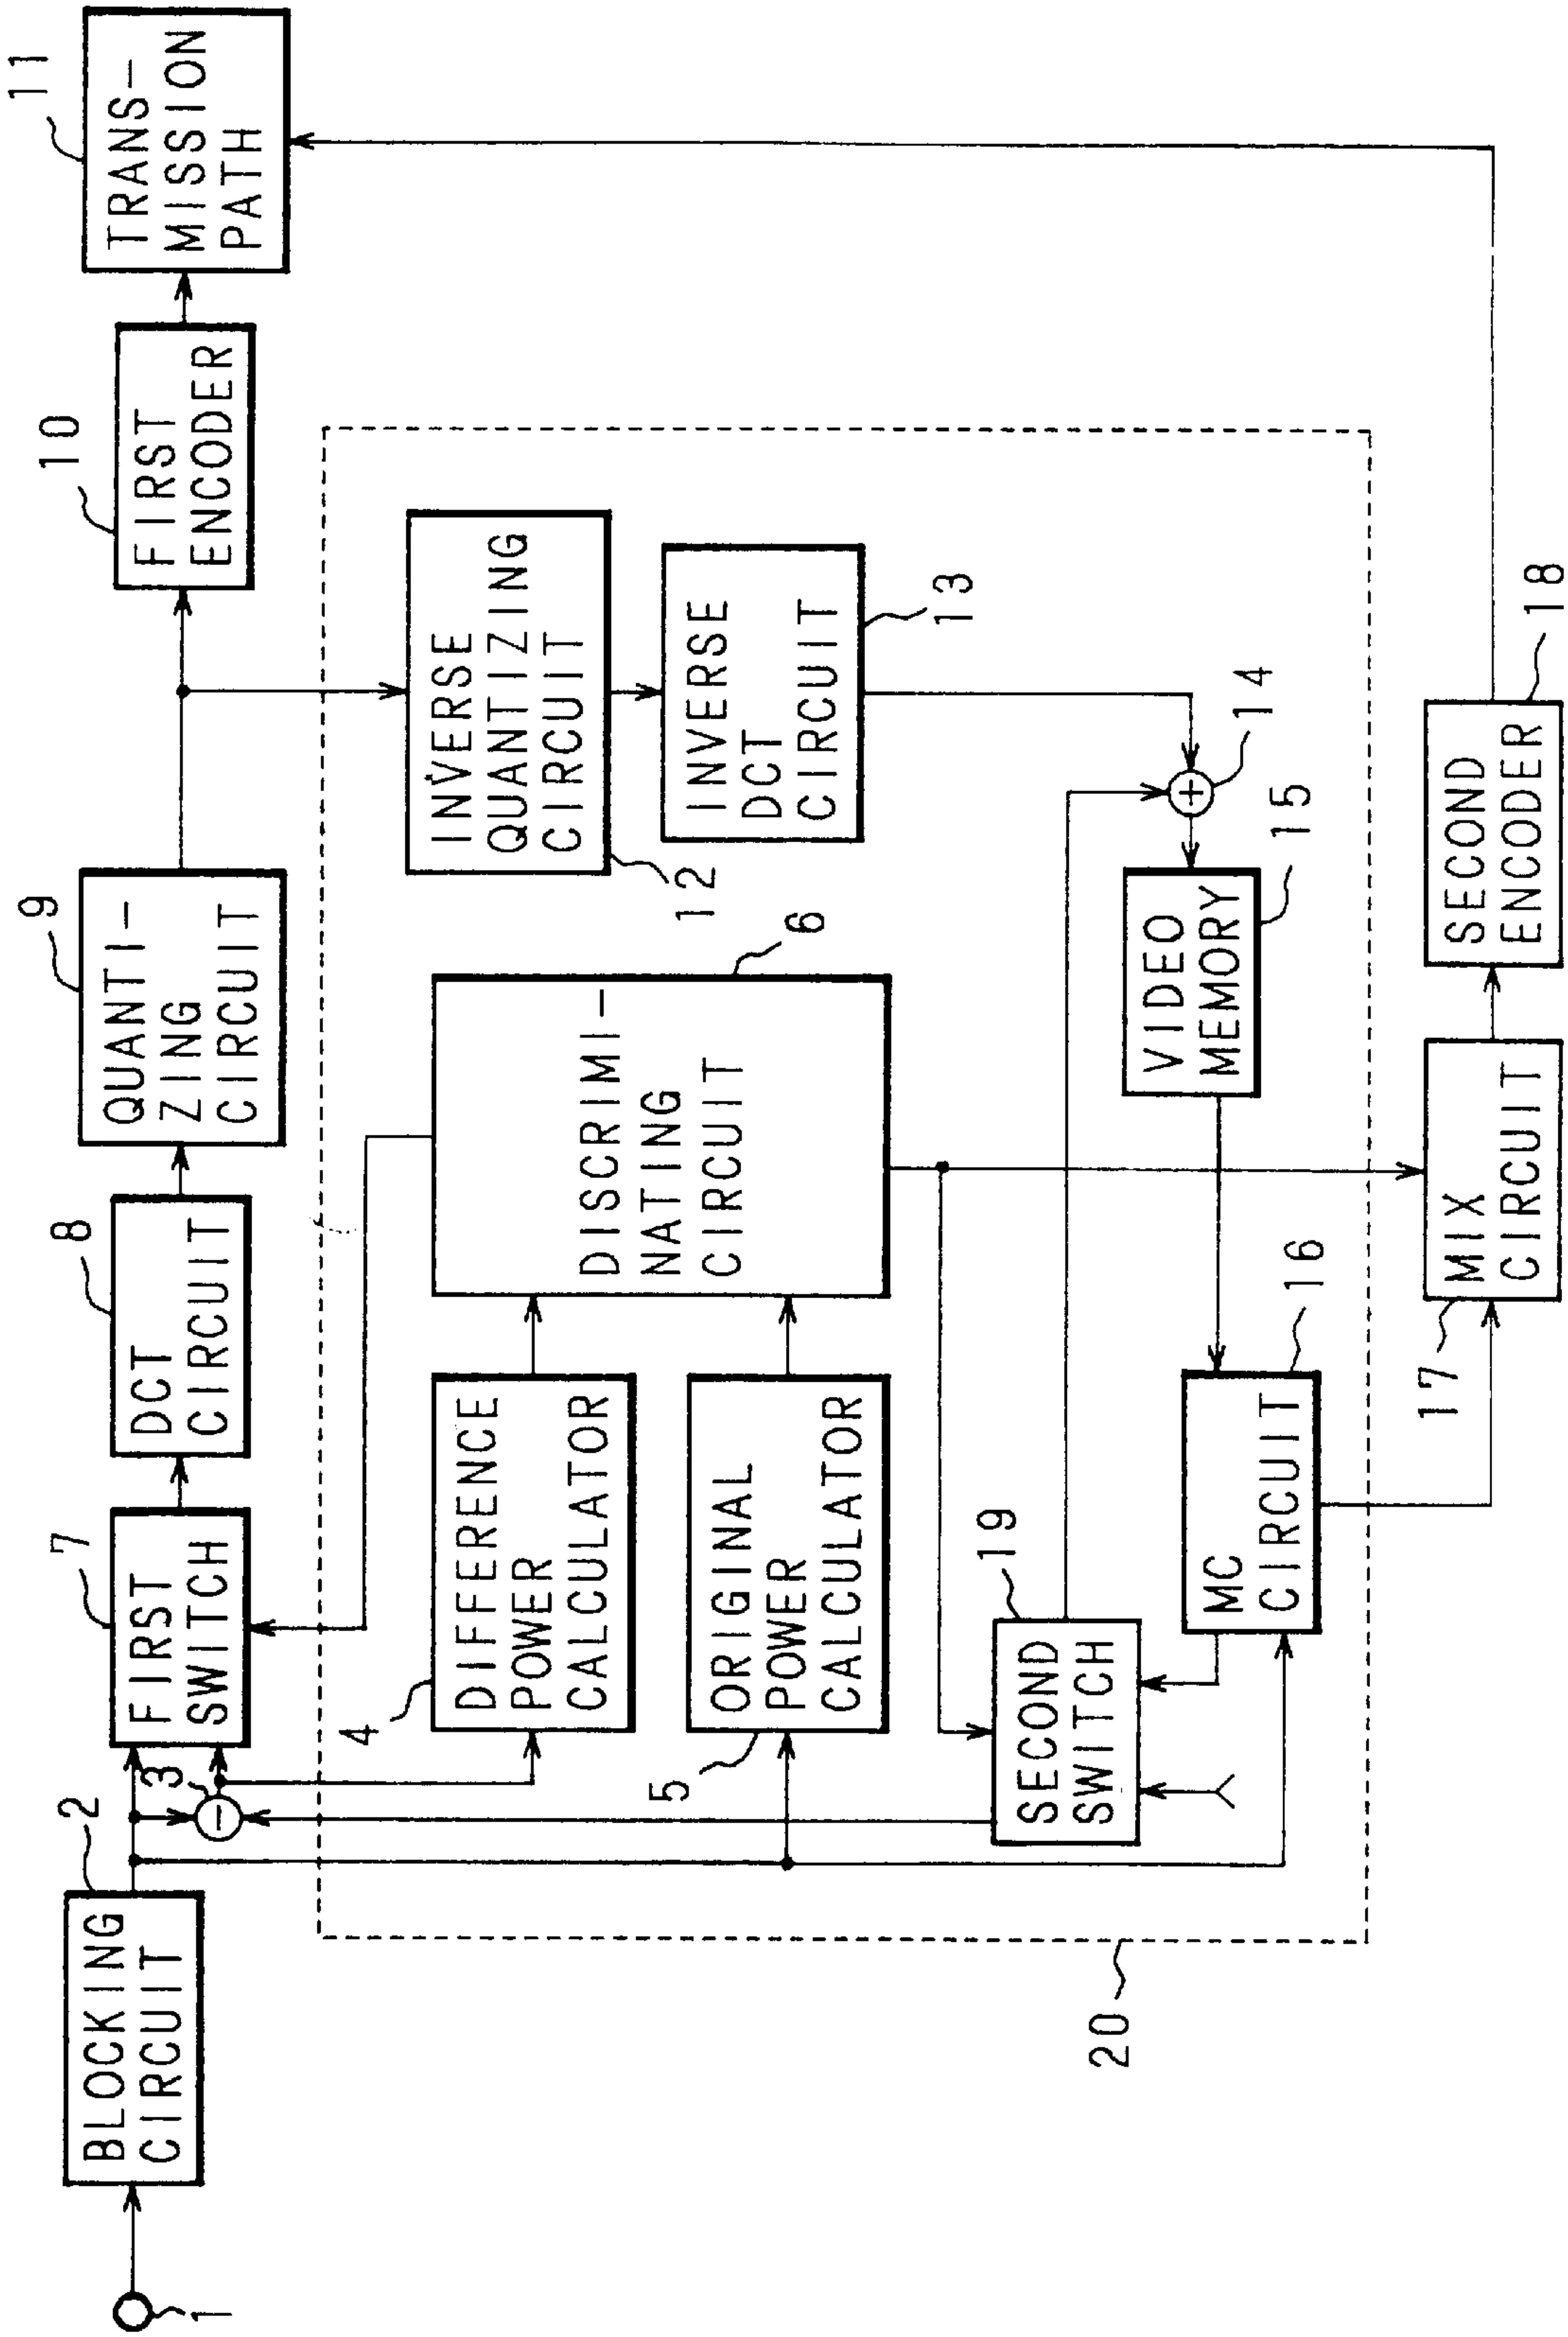 1
BLOCKING
CIRCUIT
2
3
FIRST
SWITCH
7
DCT
CIRCUIT
8
QUANTI-
ZING
CIRCUIT
9
FIRST
ENCODER
10
TRANS-
MISSION
PATH
11
DIFFERENCE
POWER
CALCULATOR
4
ORIGINAL
POWER
CALCULATOR
5
DISCRIMI-
NATING
CIRCUIT
6
INVERSE
QUANTIZING
CIRCUIT
12
INVERSE
DCT
CIRCUIT
13
+
14
VIDEO
MEMORY
15
SECOND
SWITCH
19
MC
CIRCUIT
16
MIX
CIRCUIT
17
SECOND
ENCODER
18
20